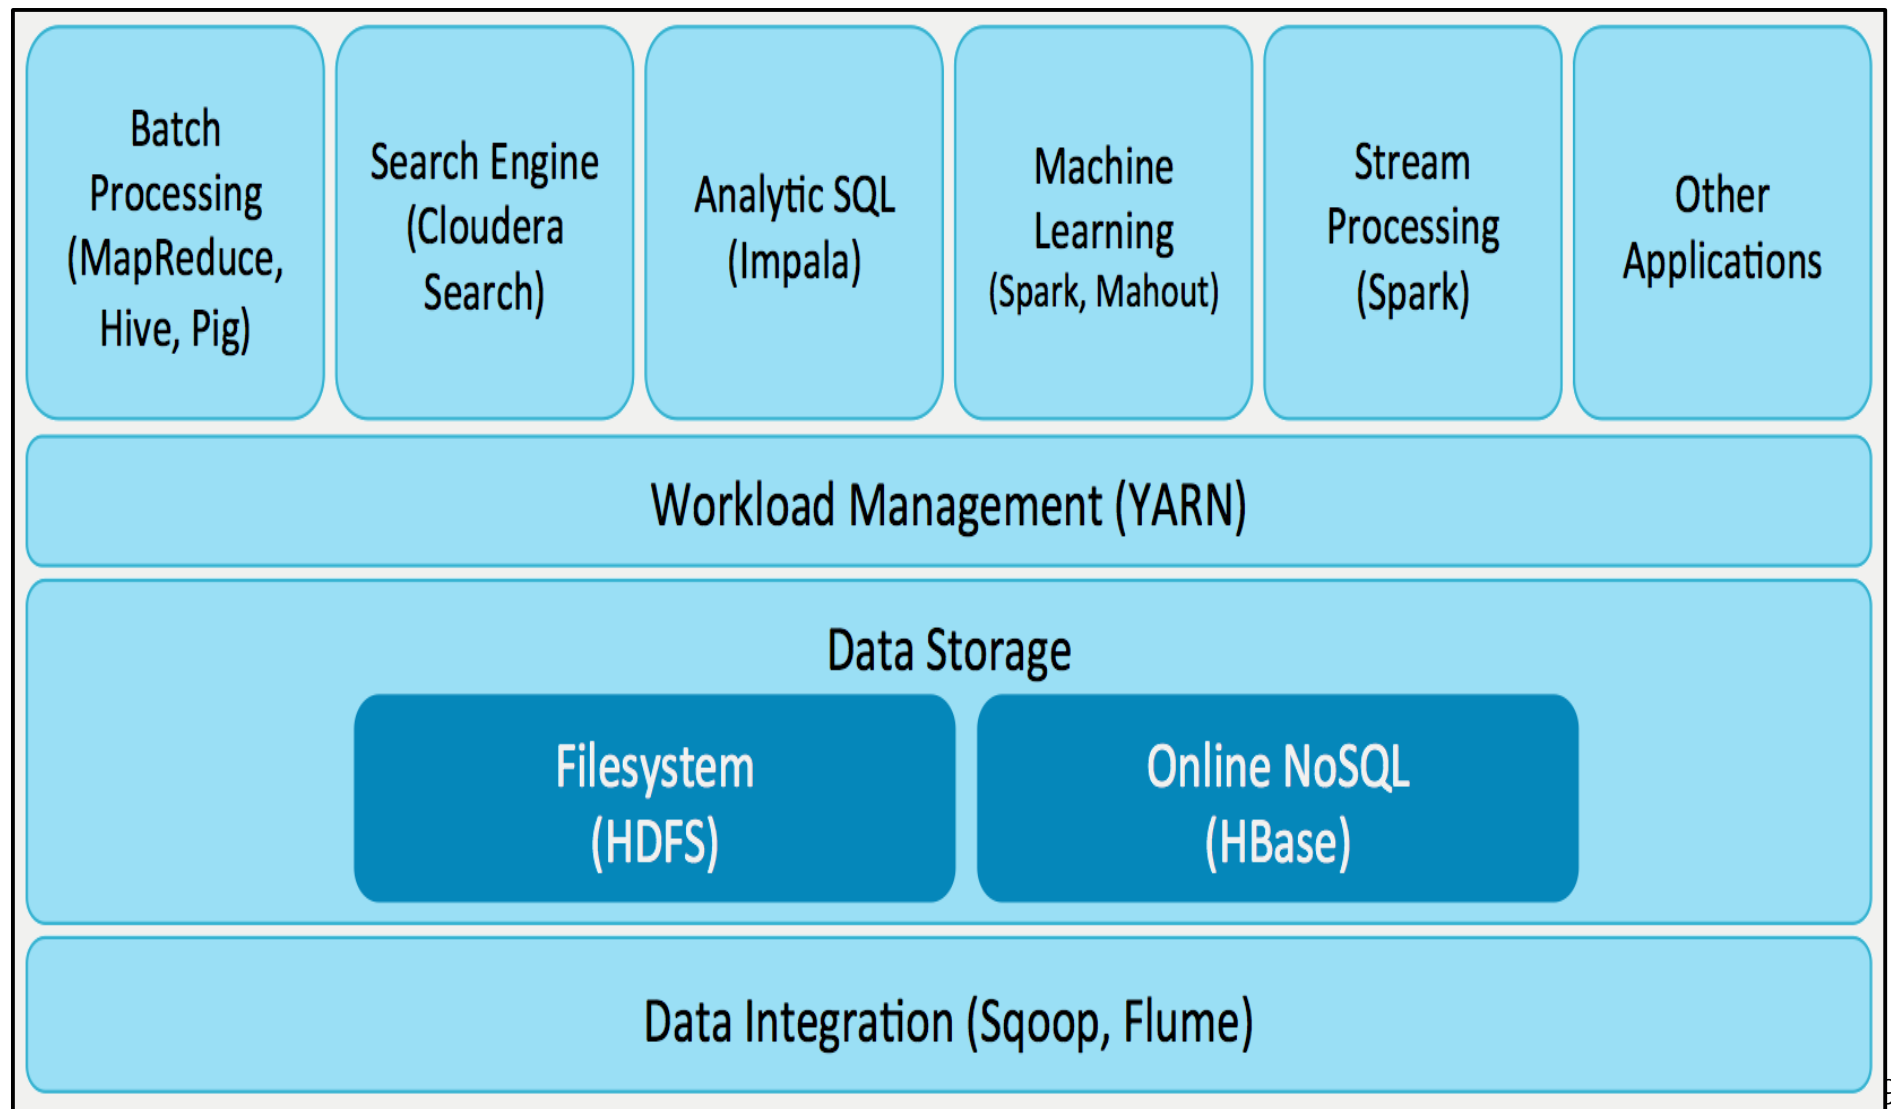 Batch
Processing
(MapReduce,
Hive, Pig)
Search Engine
(Cloudera
Search)
Analytic SQL
(Impala)
Machine
Learning
(Spark, Mahout)
Stream
Processing
(Spark)
Other
Applications
Workload Management (YARN)
Data Storage
Filesystem
(HDFS)
Online NoSQL
(HBase)
Data Integration (Sqoop, Flume)